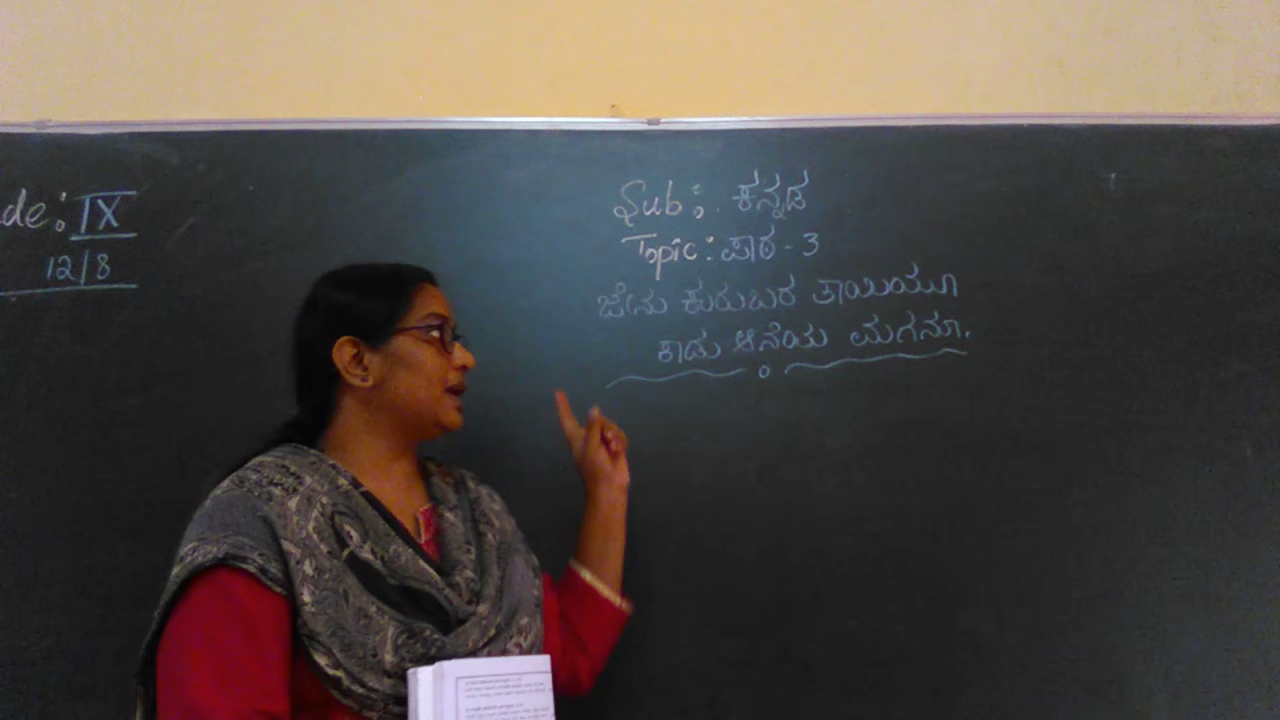 de: IX
12/8
Sub: ಕನ್ನಡ
Topic: ಪಾಠ - 3
ಜೇನು ಕುರುಬರ ತಾಯಿಯೂ
ಕಾಡು ಆನೆಯ ಮಗನೂ.